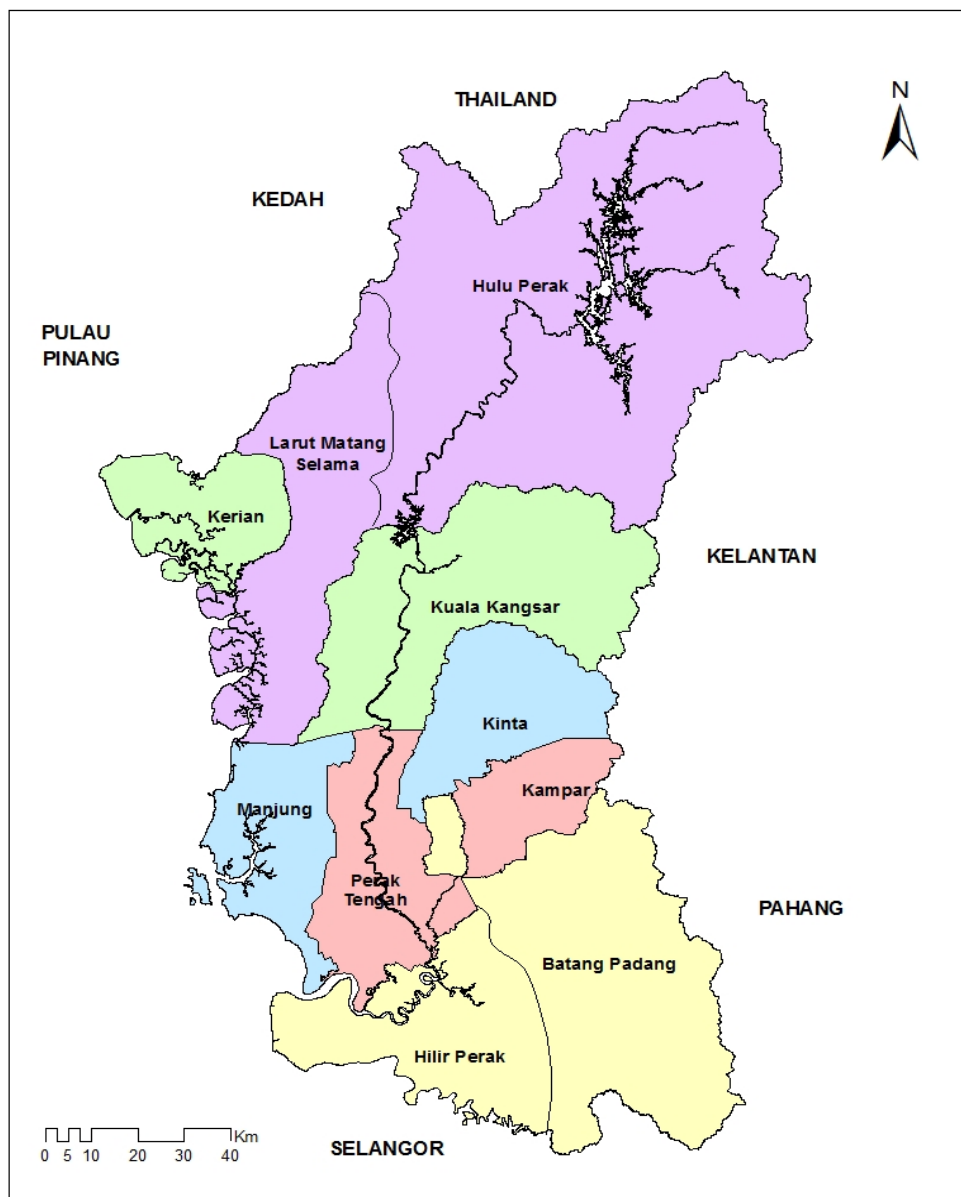 THAILAND
N
KEDAH
Hulu Perak
PULAU
PINANG
Larut Matang
Selama
Kerian
KELANTAN
Kuala Kangsar
Kinta
Kampar
Manjung
Perak
Tengah
PAHANG
Batang Padang
Hilir Perak
Km
0 5 10 20 30 40
SELANGOR